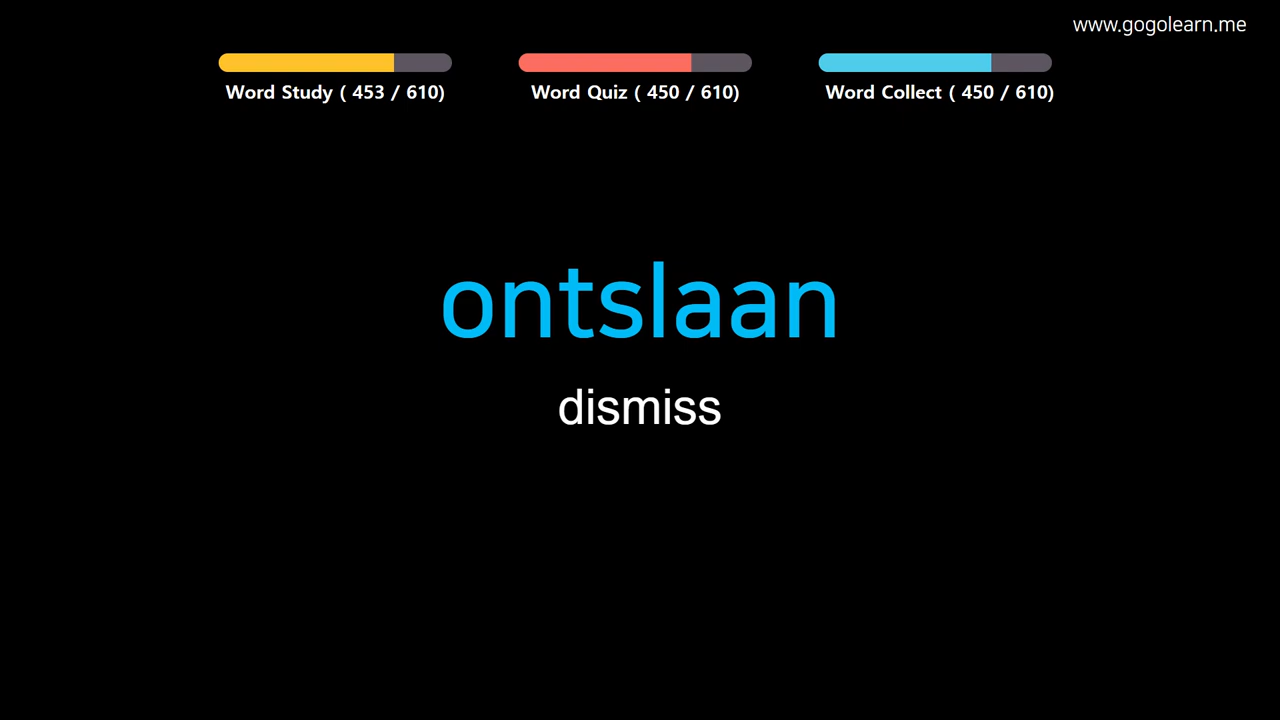 www.gogolearn.me
Word Study ( 453 / 610)
Word Quiz ( 450 / 610)
Word Collect ( 450 / 610)
ontslaan
dismiss